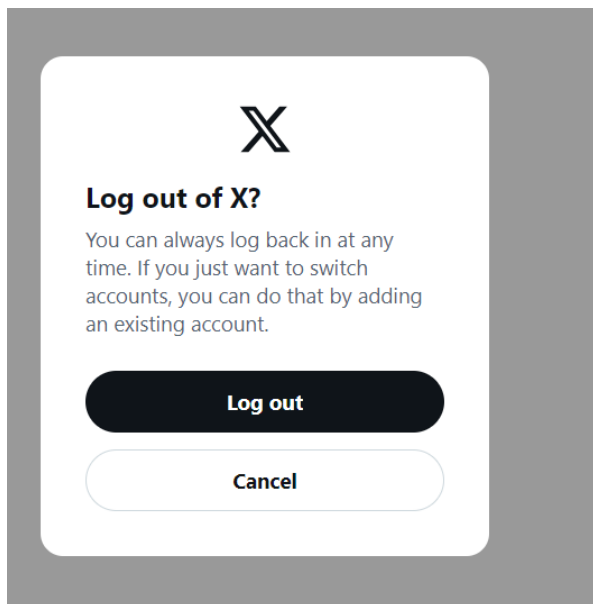 Log out of X?
You can always log back in at any
time. If you just want to switch
accounts, you can do that by adding
an existing account.
Log out
Cancel